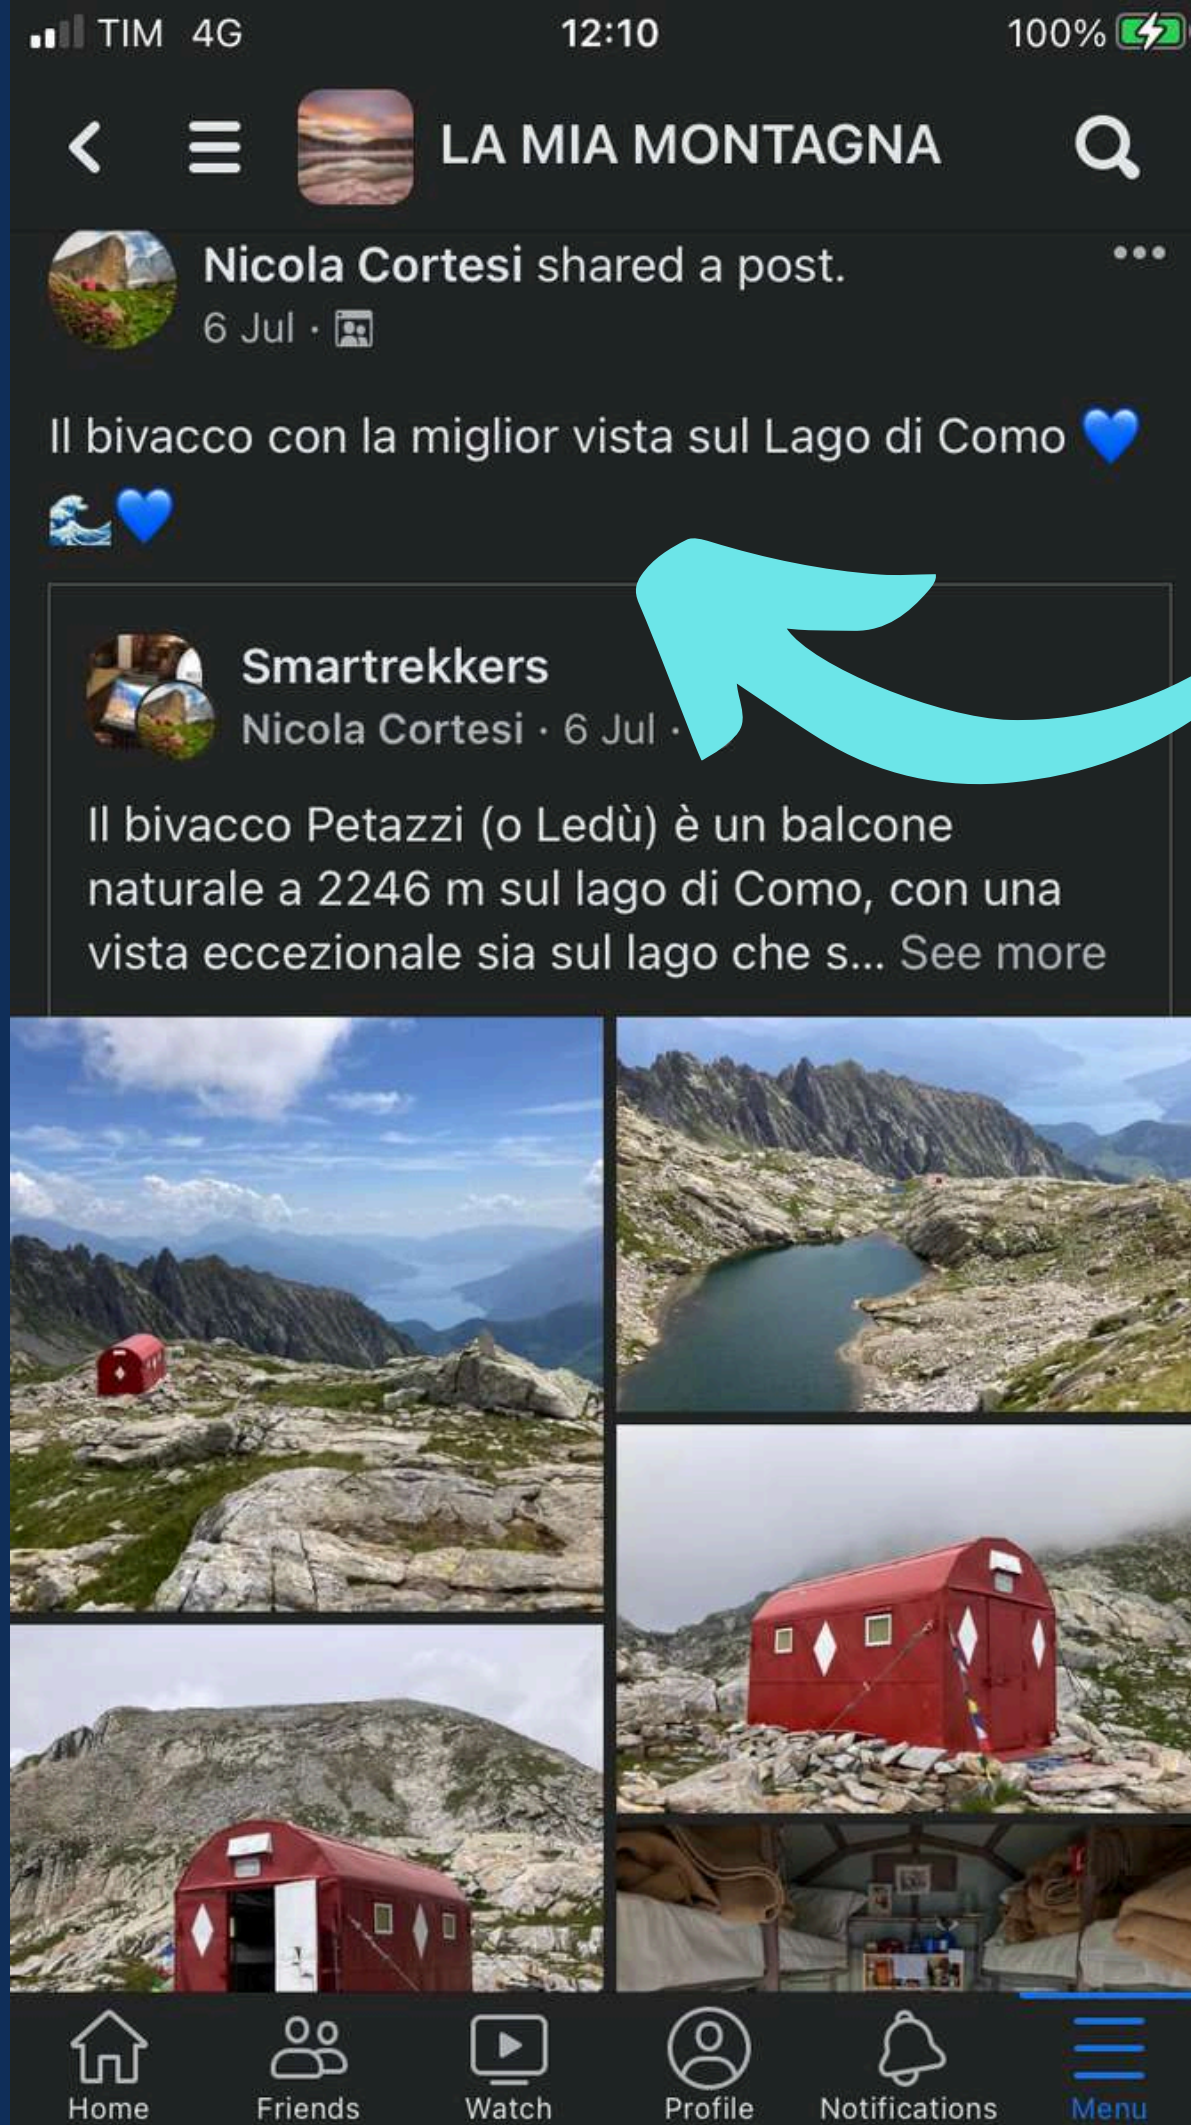 TIM 4G 12:10 100%
LA MIA MONTAGNA
Nicola Cortesi shared a post.
6 Jul ·
Il bivacco con la miglior vista sul Lago di Como 💙
🌊💙
Smartrekkers
Nicola Cortesi · 6 Jul ·
Il bivacco Petazzi (o Ledù) è un balcone
naturale a 2246 m sul lago di Como, con una
vista eccezionale sia sul lago che s... See more
Home Friends Watch Profile Notifications Menu